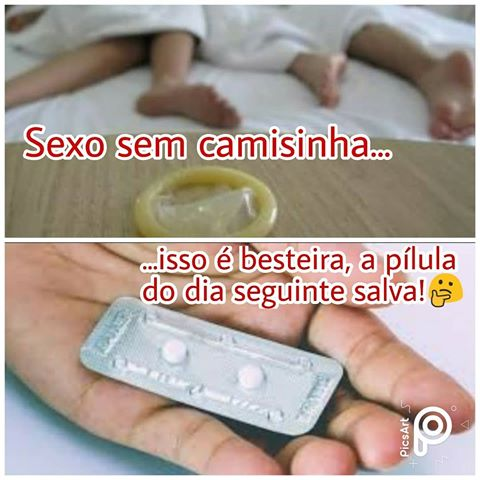 Sexo sem camisinha...
...isso é besteira, a pílula
do dia seguinte salva!🤔
PicsArt